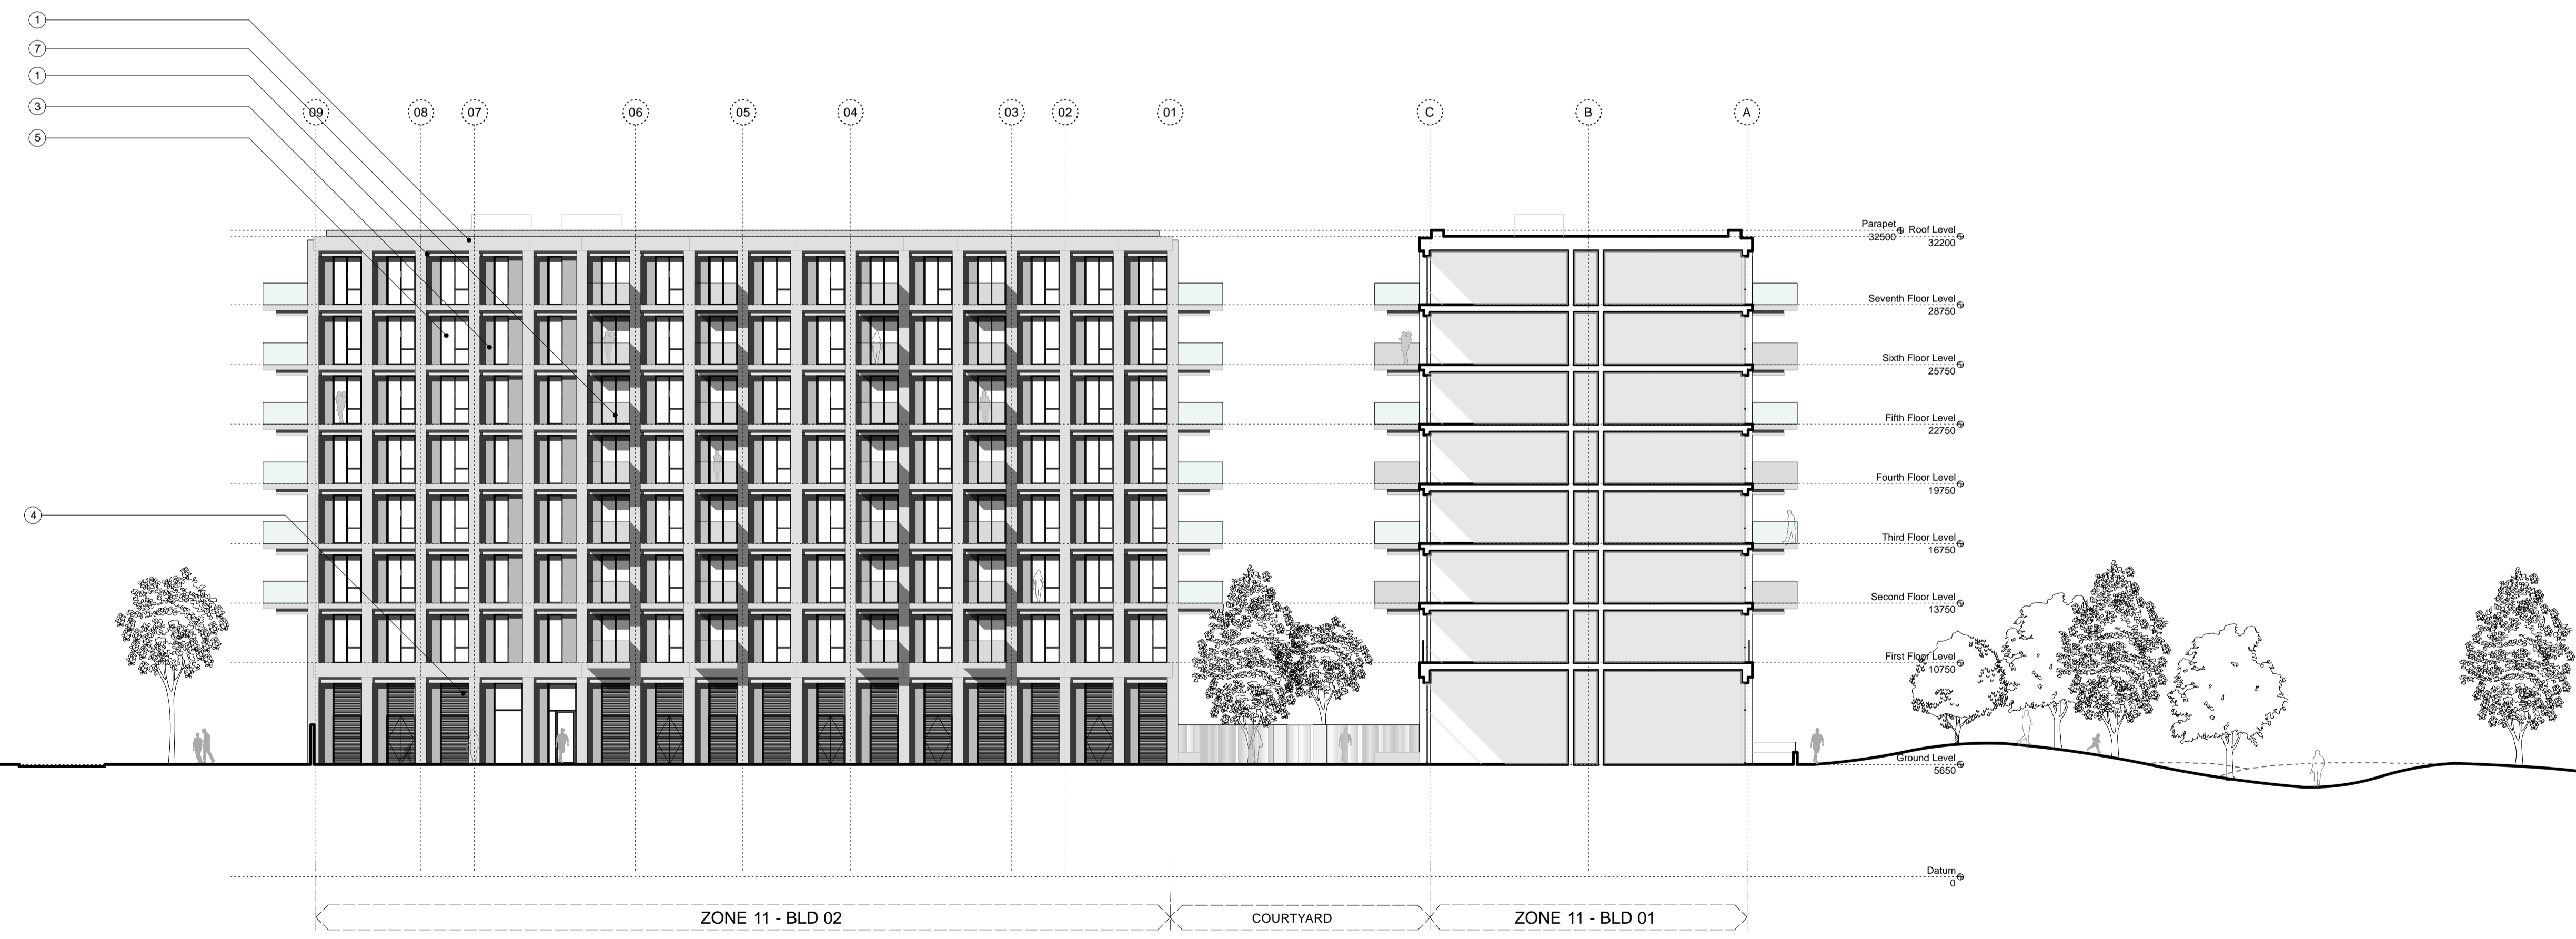 1
7
1
3
5
09
08
07
06
05
04
03
02
01
C
B
A
Parapet
32500
Roof Level
32200
Seventh Floor Level
28750
Sixth Floor Level
25750
Fifth Floor Level
22750
Fourth Floor Level
19750
4
Third Floor Level
16750
Second Floor Level
13750
First Floor Level
10750
Ground Level
5650
Datum
0
ZONE 11 - BLD 02
COURTYARD
ZONE 11 - BLD 01